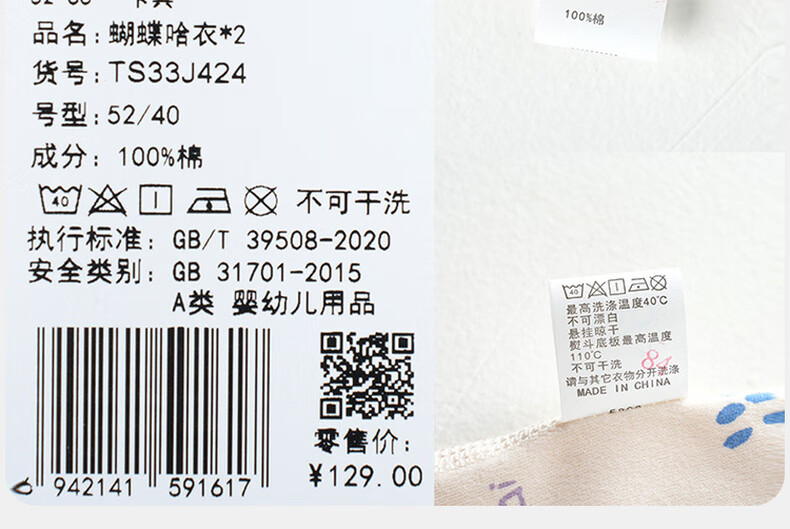 品名: 蝴蝶哈衣*2
货号: TS33J424
号型: 52/40
成分: 100%棉
40 不可干洗
执行标准: GB/T 39508-2020
安全类别: GB 31701-2015
A类 婴幼儿用品
零售价:
¥129.00
6 942141 591617
100%棉
40
最高洗涤温度40℃
不可漂白
悬挂晾干
熨斗底板最高温度
110℃
不可干洗
84
请与其它衣物分开洗涤
MADE IN CHINA